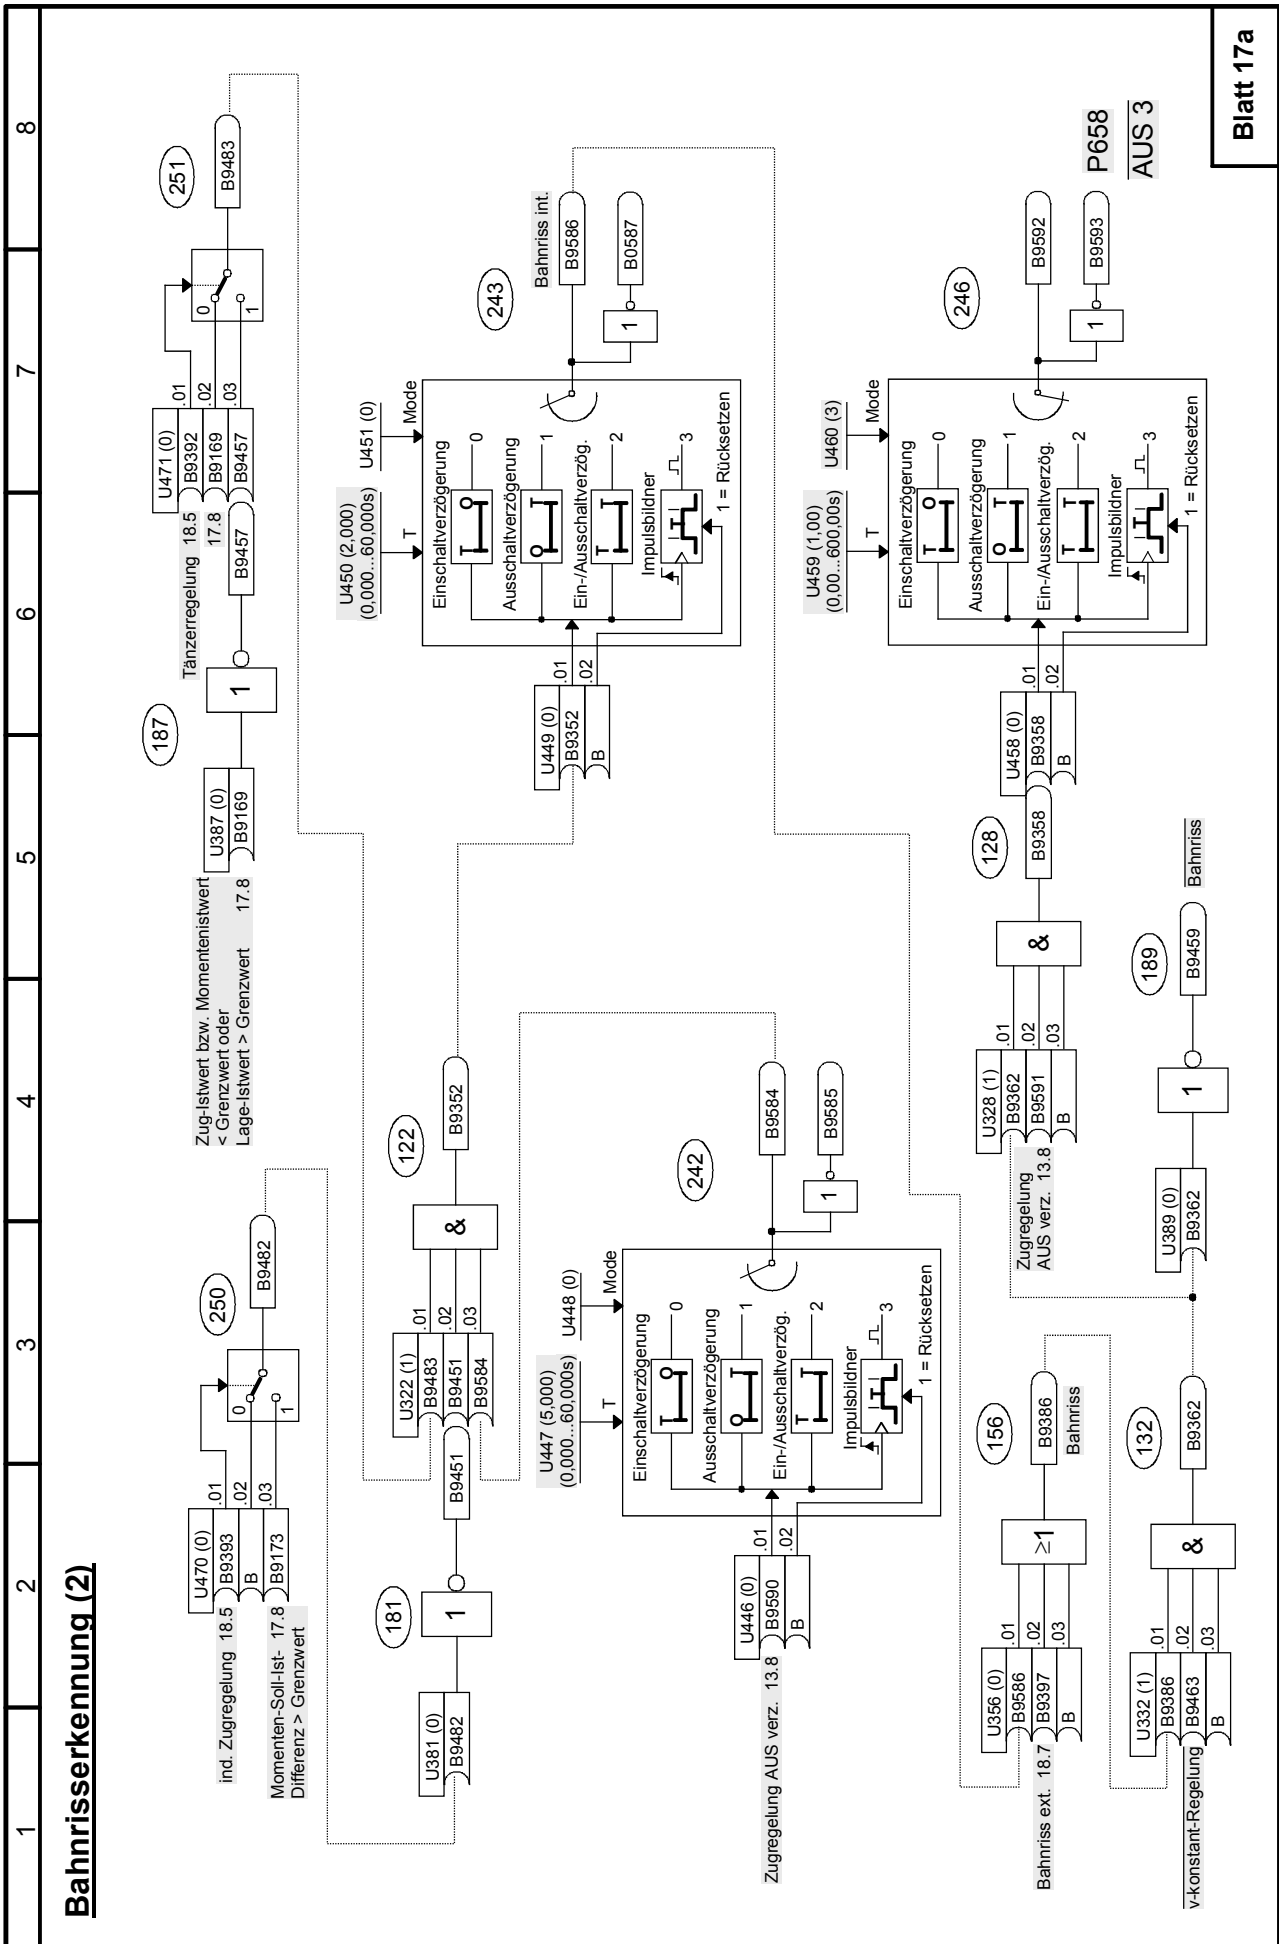 Bahnrisserkennung (2)
1
2
3
4
5
6
7
8
ind. Zugregelung 18.5
Momenten-Soll-Ist- 17.8
Differenz > Grenzwert
U470 (0)
B9393
B
B9173
.01
.02
.03
0
1
250
B9482
Zug-Istwert bzw. Momentenistwert
< Grenzwert oder
Lage-Istwert > Grenzwert 17.8
U387 (0)
B9169
187
1
B9457
Tänzerregelung 18.5
17.8
U471 (0)
B9392
B9169
B9457
.01
.02
.03
0
1
251
B9483
U381 (0)
B9482
181
1
B9451
U322 (1)
B9483
B9451
B9584
.01
.02
.03
&
122
B9352
U449 (0)
B9352
B
.01
.02
U450 (2,000)
(0,000...60,000s)
T
U451 (0)
Mode
Einschaltverzögerung
T O
0
Ausschaltverzögerung
O T
1
Ein-/Ausschaltverzög.
T T
2
Impulsbildner
T
3
1 = Rücksetzen
243
Bahnriss int.
B9586
1
B0587
Zugregelung AUS verz. 13.8
U446 (0)
B9590
B
.01
.02
U447 (5,000)
(0,000...60,000s)
T
U448 (0)
Mode
Einschaltverzögerung
T O
0
Ausschaltverzögerung
O T
1
Ein-/Ausschaltverzög.
T T
2
Impulsbildner
T
3
1 = Rücksetzen
242
B9584
1
B9585
Bahnriss ext. 18.7
U356 (0)
B9586
B9397
B
.01
.02
.03
≥1
156
B9386
Bahnriss
v-konstant-Regelung
U332 (1)
B9386
B9463
B
.01
.02
.03
&
132
B9362
Zugregelung
AUS verz. 13.8
U328 (1)
B9362
B9591
B
.01
.02
.03
&
128
B9358
U389 (0)
B9362
1
189
B9459
Bahnriss
U458 (0)
B9358
B
.01
.02
U459 (1,00)
(0,00...600,00s)
T
U460 (3)
Mode
Einschaltverzögerung
T O
0
Ausschaltverzögerung
O T
1
Ein-/Ausschaltverzög.
T T
2
Impulsbildner
T
3
1 = Rücksetzen
246
B9592
1
B9593
P658
AUS 3
Blatt 17a